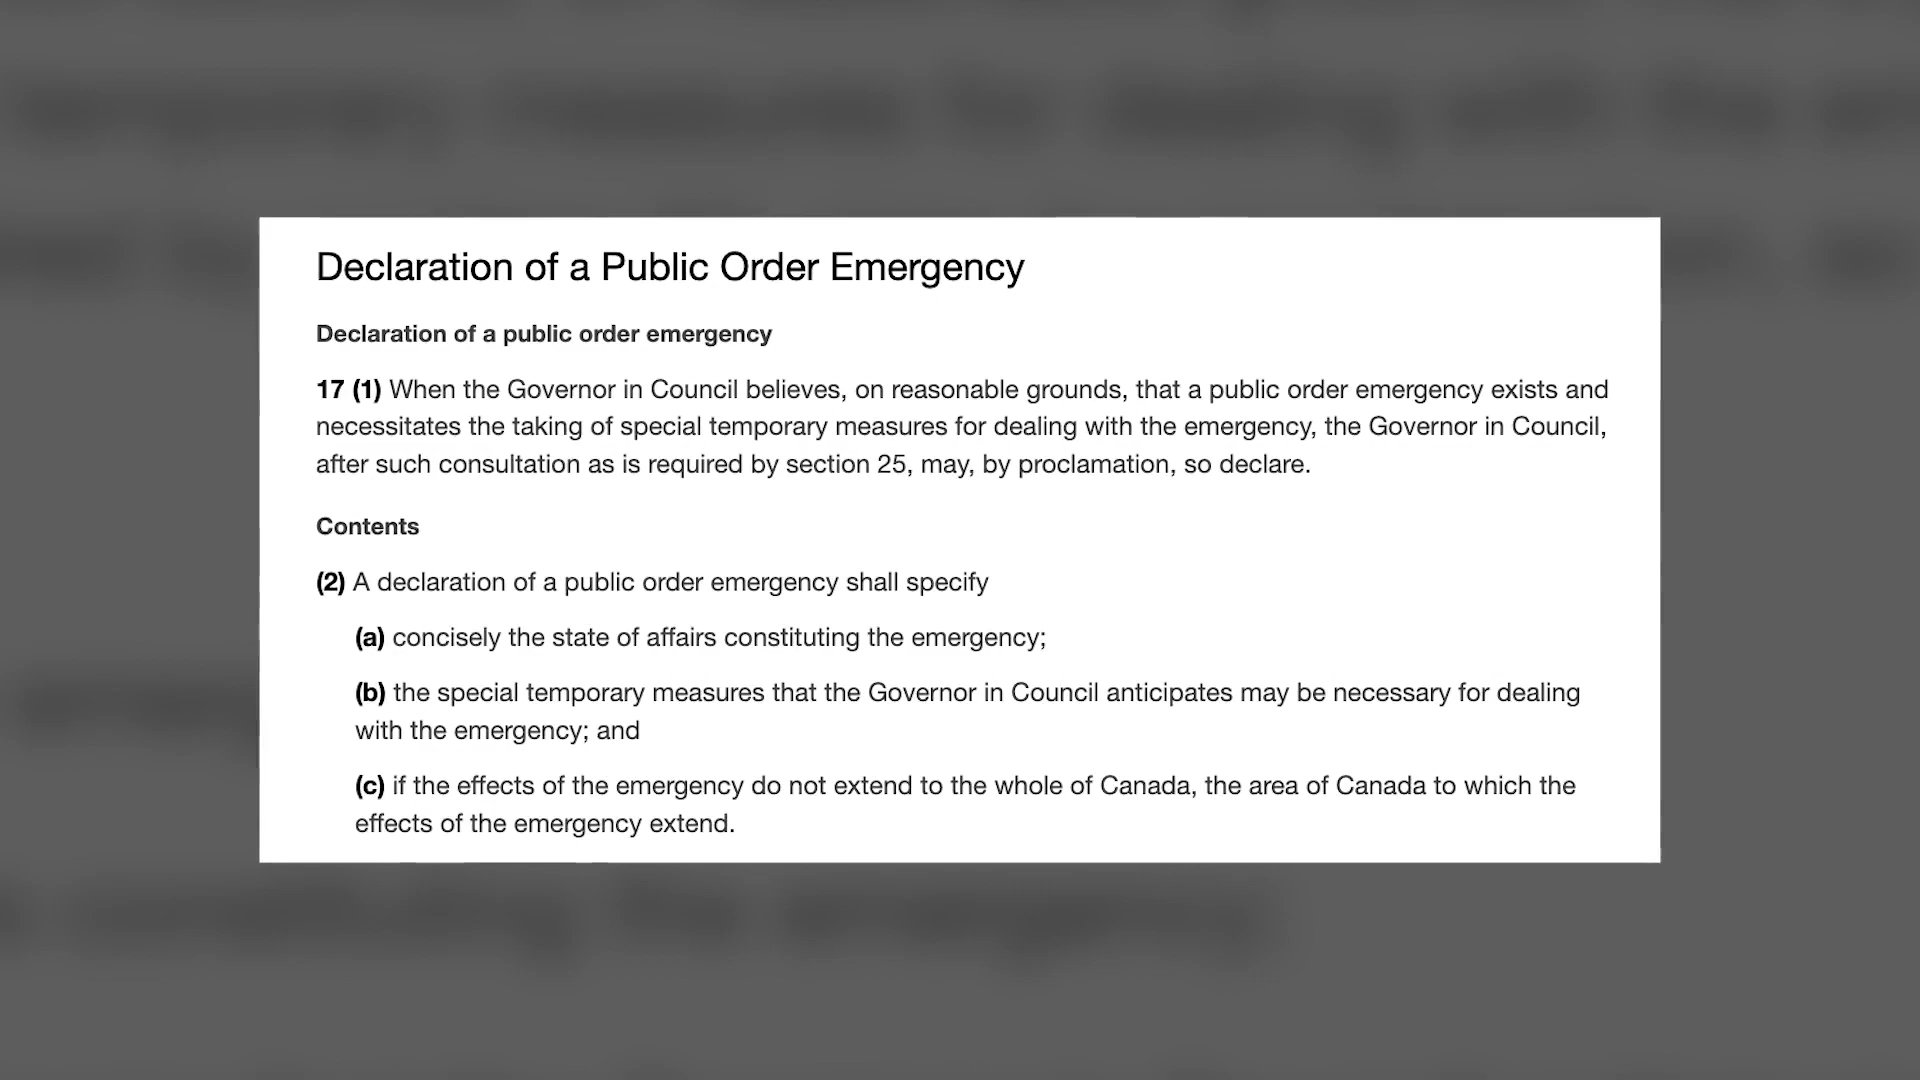 Declaration of a Public Order Emergency
Declaration of a public order emergency
17 (1) When the Governor in Council believes, on reasonable grounds, that a public order emergency exists and
necessitates the taking of special temporary measures for dealing with the emergency, the Governor in Council,
after such consultation as is required by section 25, may, by proclamation, so declare.
Contents
(2) A declaration of a public order emergency shall specify
(a) concisely the state of affairs constituting the emergency;
(b) the special temporary measures that the Governor in Council anticipates may be necessary for dealing
with the emergency; and
(c) if the effects of the emergency do not extend to the whole of Canada, the area of Canada to which the
effects of the emergency extend.